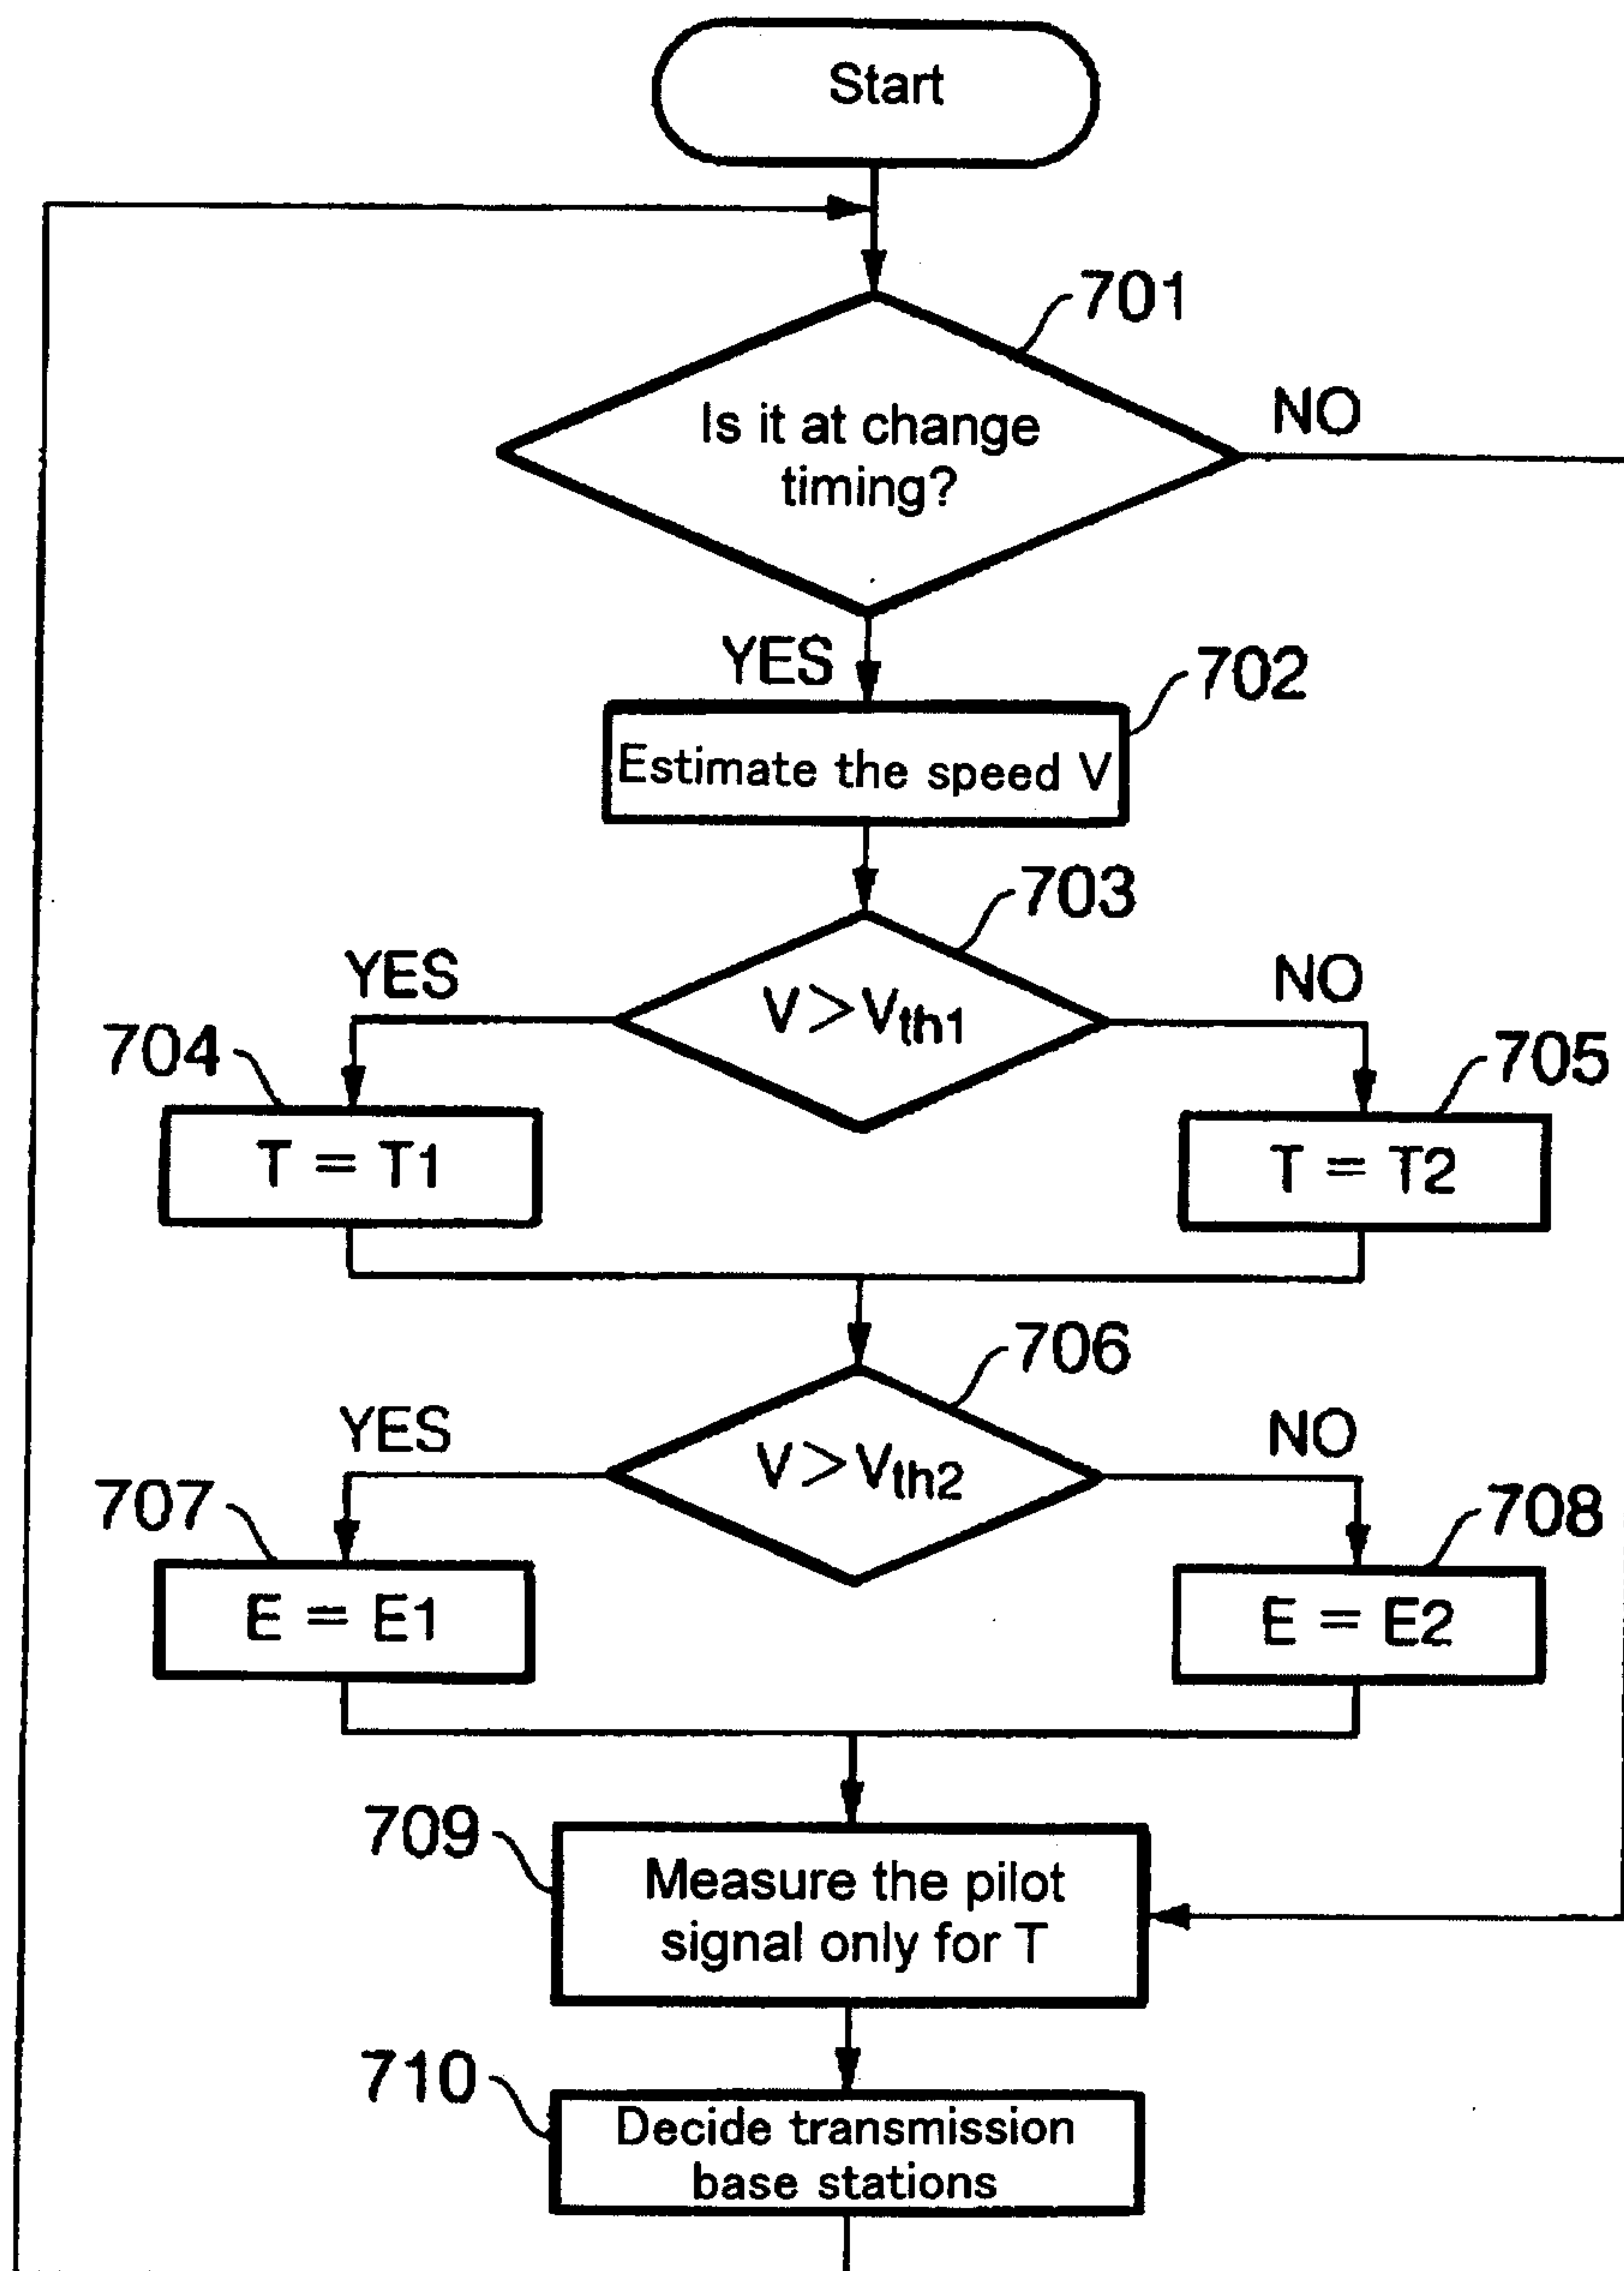 Start
701
Is it at change
timing?
NO
YES
702
Estimate the speed V
703
YES
V>Vth1
NO
704
705
T = T1
T = T2
706
YES
V>Vth2
NO
707
708
E = E1
E = E2
709
Measure the pilot
signal only for T
710
Decide transmission
base stations